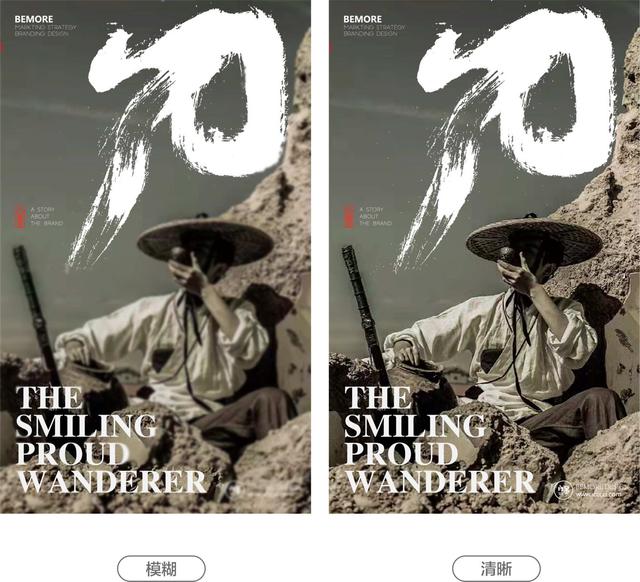 BEMORE
MARKTING STRATEGY
BRANDING DESIGN
A STORY
ABOUT
THE BRAND
THE
SMILING
PROUD
WANDERER
模糊
BEMORE
MARKTING STRATEGY
BRANDING DESIGN
A STORY
ABOUT
THE BRAND
THE
SMILING
PROUD
WANDERER
清晰